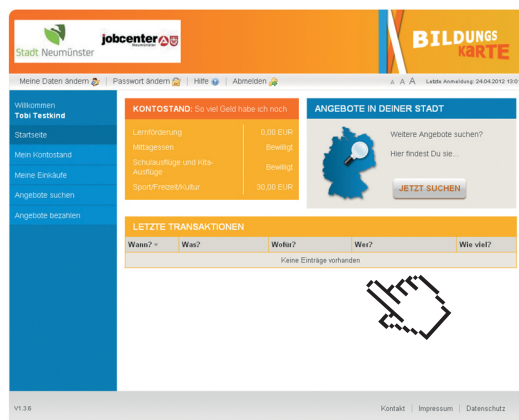 Stadt Neumünster
jobcenter
Neumünster
BILDUNGS
KARTE
Meine Daten ändern | Passwort ändern | Hilfe | Abmelden
A A A Letzte Anmeldung: 24.04.2012 13:0
Willkommen
Tobi Testkind
Startseite
Mein Kontostand
Meine Einkäufe
Angebote suchen
Angebote bezahlen
KONTOSTAND: So viel Geld habe ich noch
Lernförderung 0,00 EUR
Mittagessen Bewilligt
Schulausflüge und Kita-
Ausflüge Bewilligt
Sport/Freizeit/Kultur 30,00 EUR
ANGEBOTE IN DEINER STADT
Weitere Angebote suchen?
Hier findest Du sie...
JETZT SUCHEN
LETZTE TRANSAKTIONEN
Wann? Was? Wofür? Wer? Wie viel?
Keine Einträge vorhanden
V1.3.6
Kontakt | Impressum | Datenschutz